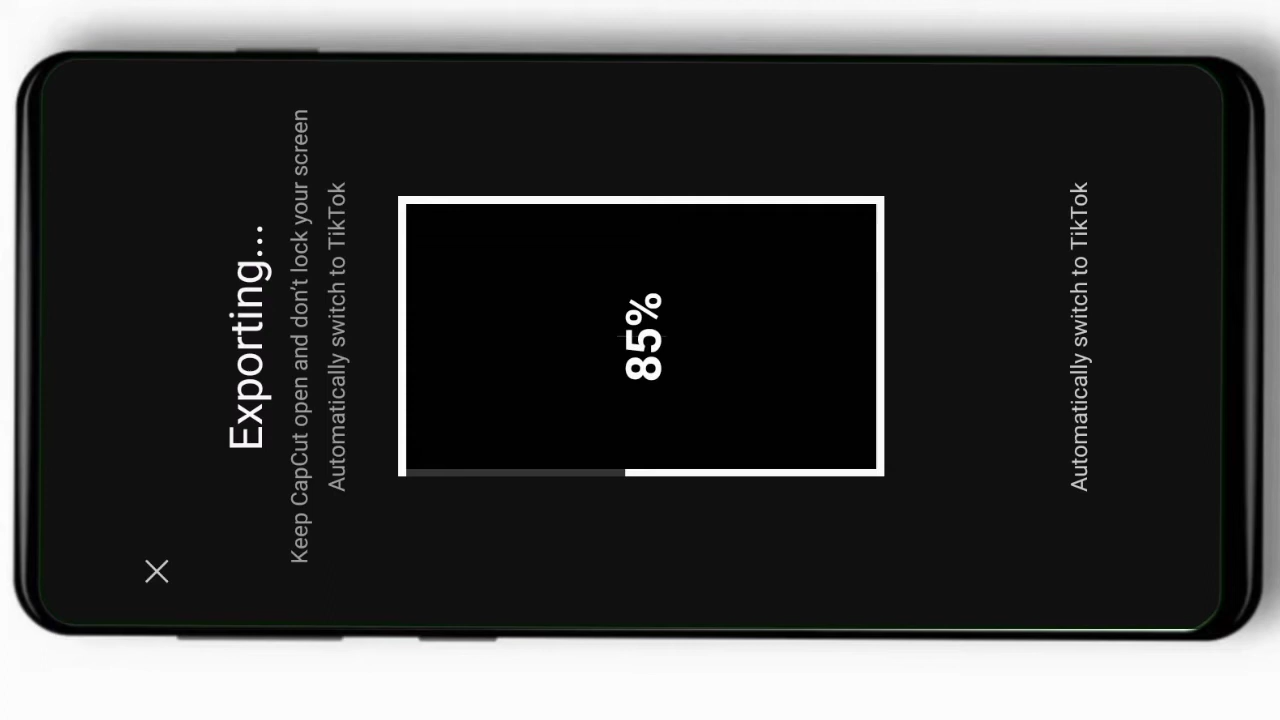 Exporting...
Keep CapCut open and don't lock your screen
Automatically switch to TikTok
85%
Automatically switch to TikTok